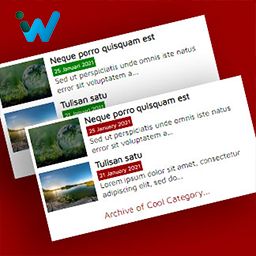 W
Neque porro quisquam est
25 Januari 2021
Sed ut perspiciatis unde omnis iste natus
error sit voluptatem a...
Tulisan satu
Neque porro quisquam est
25 January 2021
Sed ut perspiciatis unde omnis iste natus
error sit voluptatem a...
Tulisan satu
21 January 2021
Lorem ipsum dolor sit amet, consectetur
adipiscing elit, sed do...
Archive of Cool Category...